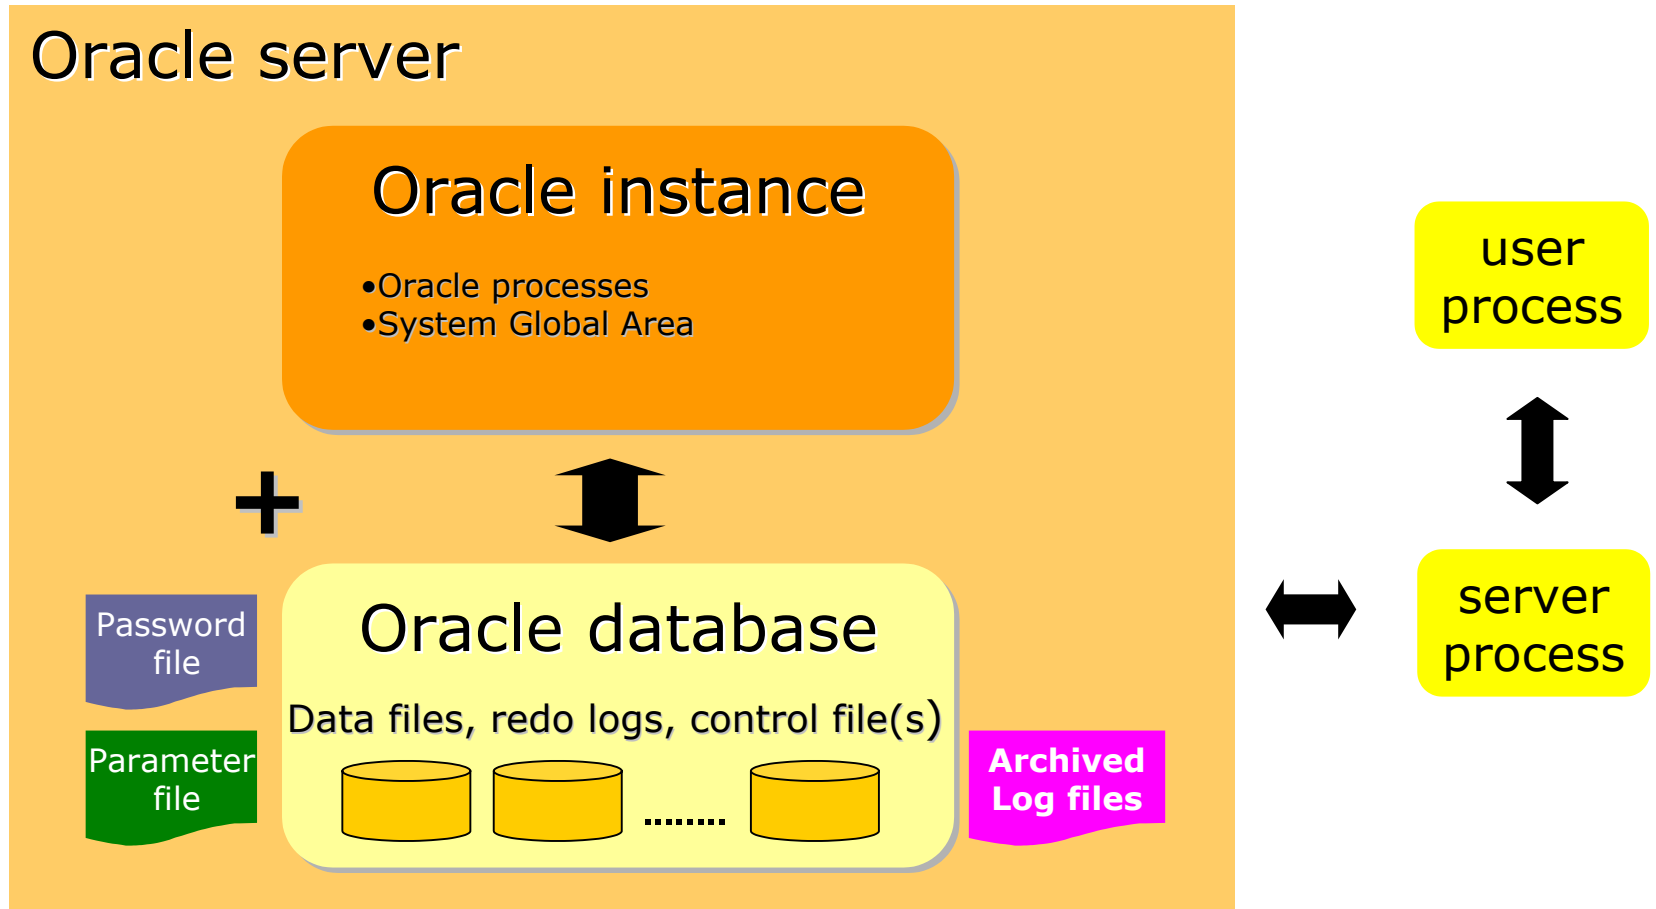 Oracle server
Oracle instance
•Oracle processes
•System Global Area
+
Oracle database
Data files, redo logs, control file(s)
........
Password
file
Parameter
file
Archived
Log files
user
process
server
process